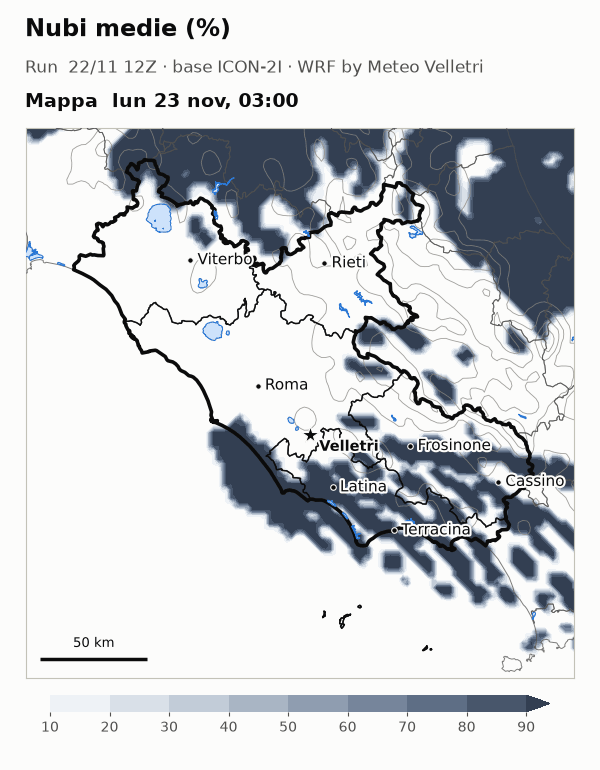 Nubi medie (%)
Run  22/11 12Z · base ICON-2I · WRF by Meteo Velletri
Mappa  lun 23 nov, 03:00
Viterbo
Rieti
Roma
Velletri
Frosinone
Cassino
Latina
Terracina
50 km
10 20 30 40 50 60 70 80 90